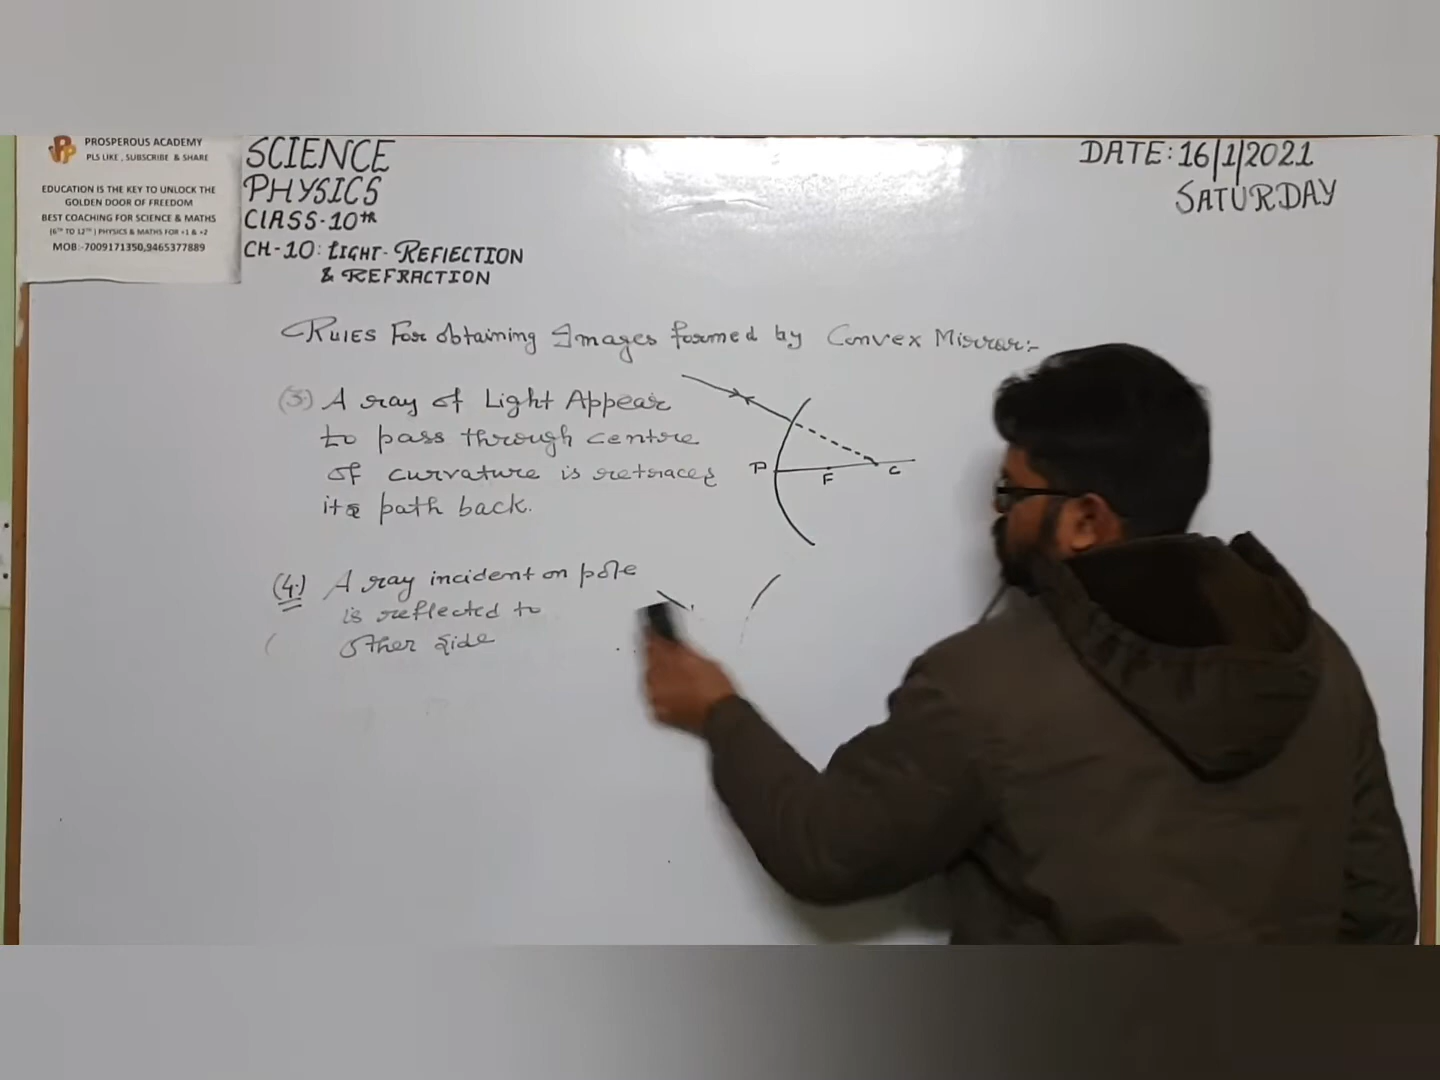 PROSPEROUS ACADEMY
PLS LIKE , SUBSCRIBE & SHARE
EDUCATION IS THE KEY TO UNLOCK THE
GOLDEN DOOR OF FREEDOM
BEST COACHING FOR SCIENCE & MATHS
(6TH TO 12TH ) PHYSICS & MATHS FOR +1 & +2
MOB:-7009171350,9465377889
SCIENCE
PHYSICS
CLASS-10th
CH-10: LIGHT-REFLECTION
& REFRACTION
DATE: 16/1/2021
SATURDAY
RULES For obtaining Images formed by Convex Mirror:-
(3) A ray of Light Appear
to pass through centre
of curvature is retraces
its path back.
P F C
(4.) A ray incident on pole
is reflected to
other side